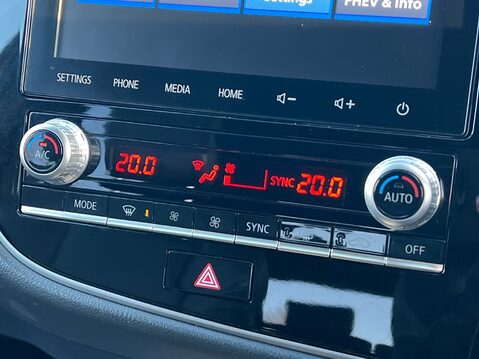 Settings
PHEV & Info
SETTINGS PHONE MEDIA HOME
A/C 20.0 SYNC 20.0 AUTO
MODE SYNC OFF